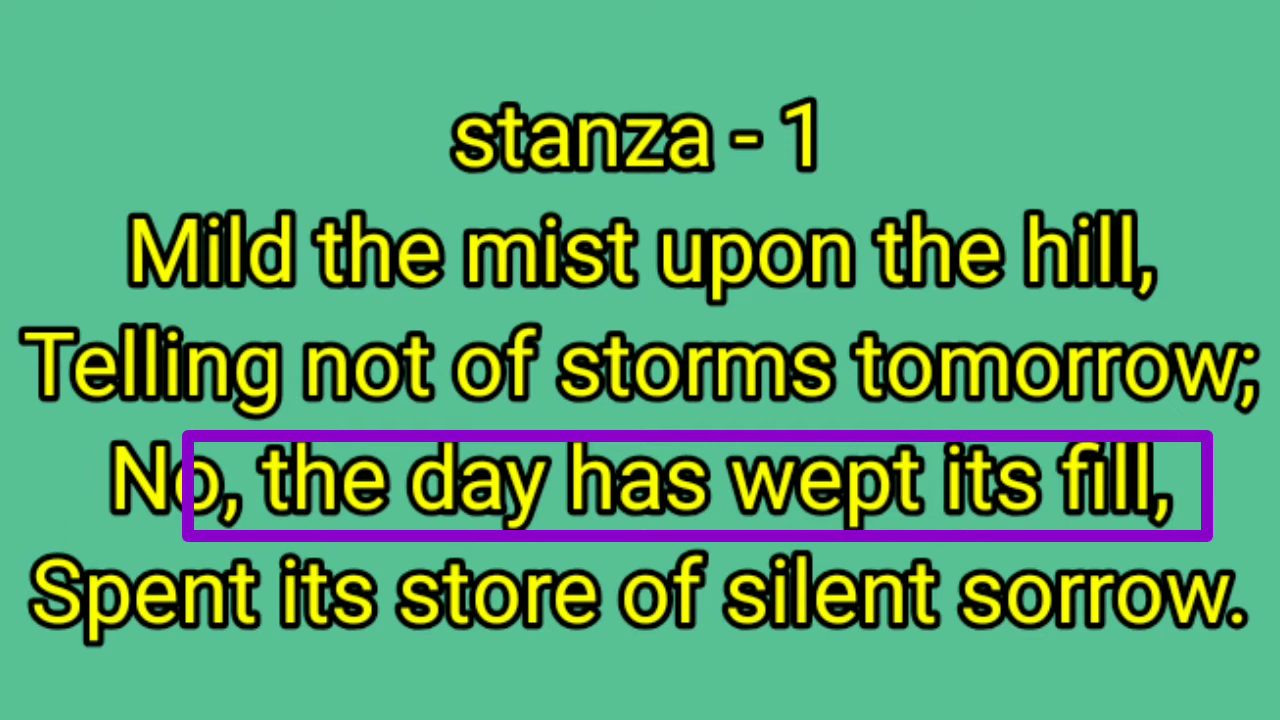 stanza - 1
Mild the mist upon the hill,
Telling not of storms tomorrow;
No, the day has wept its fill,
Spent its store of silent sorrow.